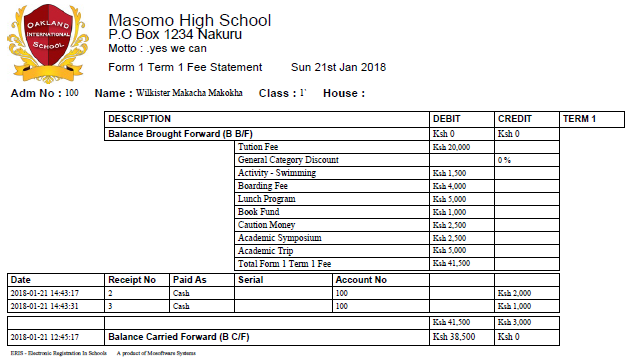 OAKLAND
INTERNATIONAL
SCHOOL
Masomo High School
P.O Box 1234 Nakuru
Motto : .yes we can
Form 1 Term 1 Fee Statement Sun 21st Jan 2018
Adm No : 100 Name : Wilkister Makacha Makokha Class : 1' House :
DESCRIPTION DEBIT CREDIT TERM 1
Balance Brought Forward (B B/F) Ksh 0 Ksh 0
Tution Fee Ksh 20,000
General Category Discount 0 %
Activity - Swimming Ksh 1,500
Boarding Fee Ksh 4,000
Lunch Program Ksh 5,000
Book Fund Ksh 1,000
Caution Money Ksh 2,500
Academic Symposium Ksh 2,500
Academic Trip Ksh 5,000
Total Form 1 Term 1 Fee Ksh 41,500
Date Receipt No Paid As Serial Account No
2018-01-21 14:43:17 2 Cash 100 Ksh 2,000
2018-01-21 14:43:31 3 Cash 100 Ksh 1,000
Ksh 41,500 Ksh 3,000
2018-01-21 12:45:17 Balance Carried Forward (B C/F) Ksh 38,500 Ksh 0
ERIS - Electronic Registration In Schools A product of Mosoftware Systems